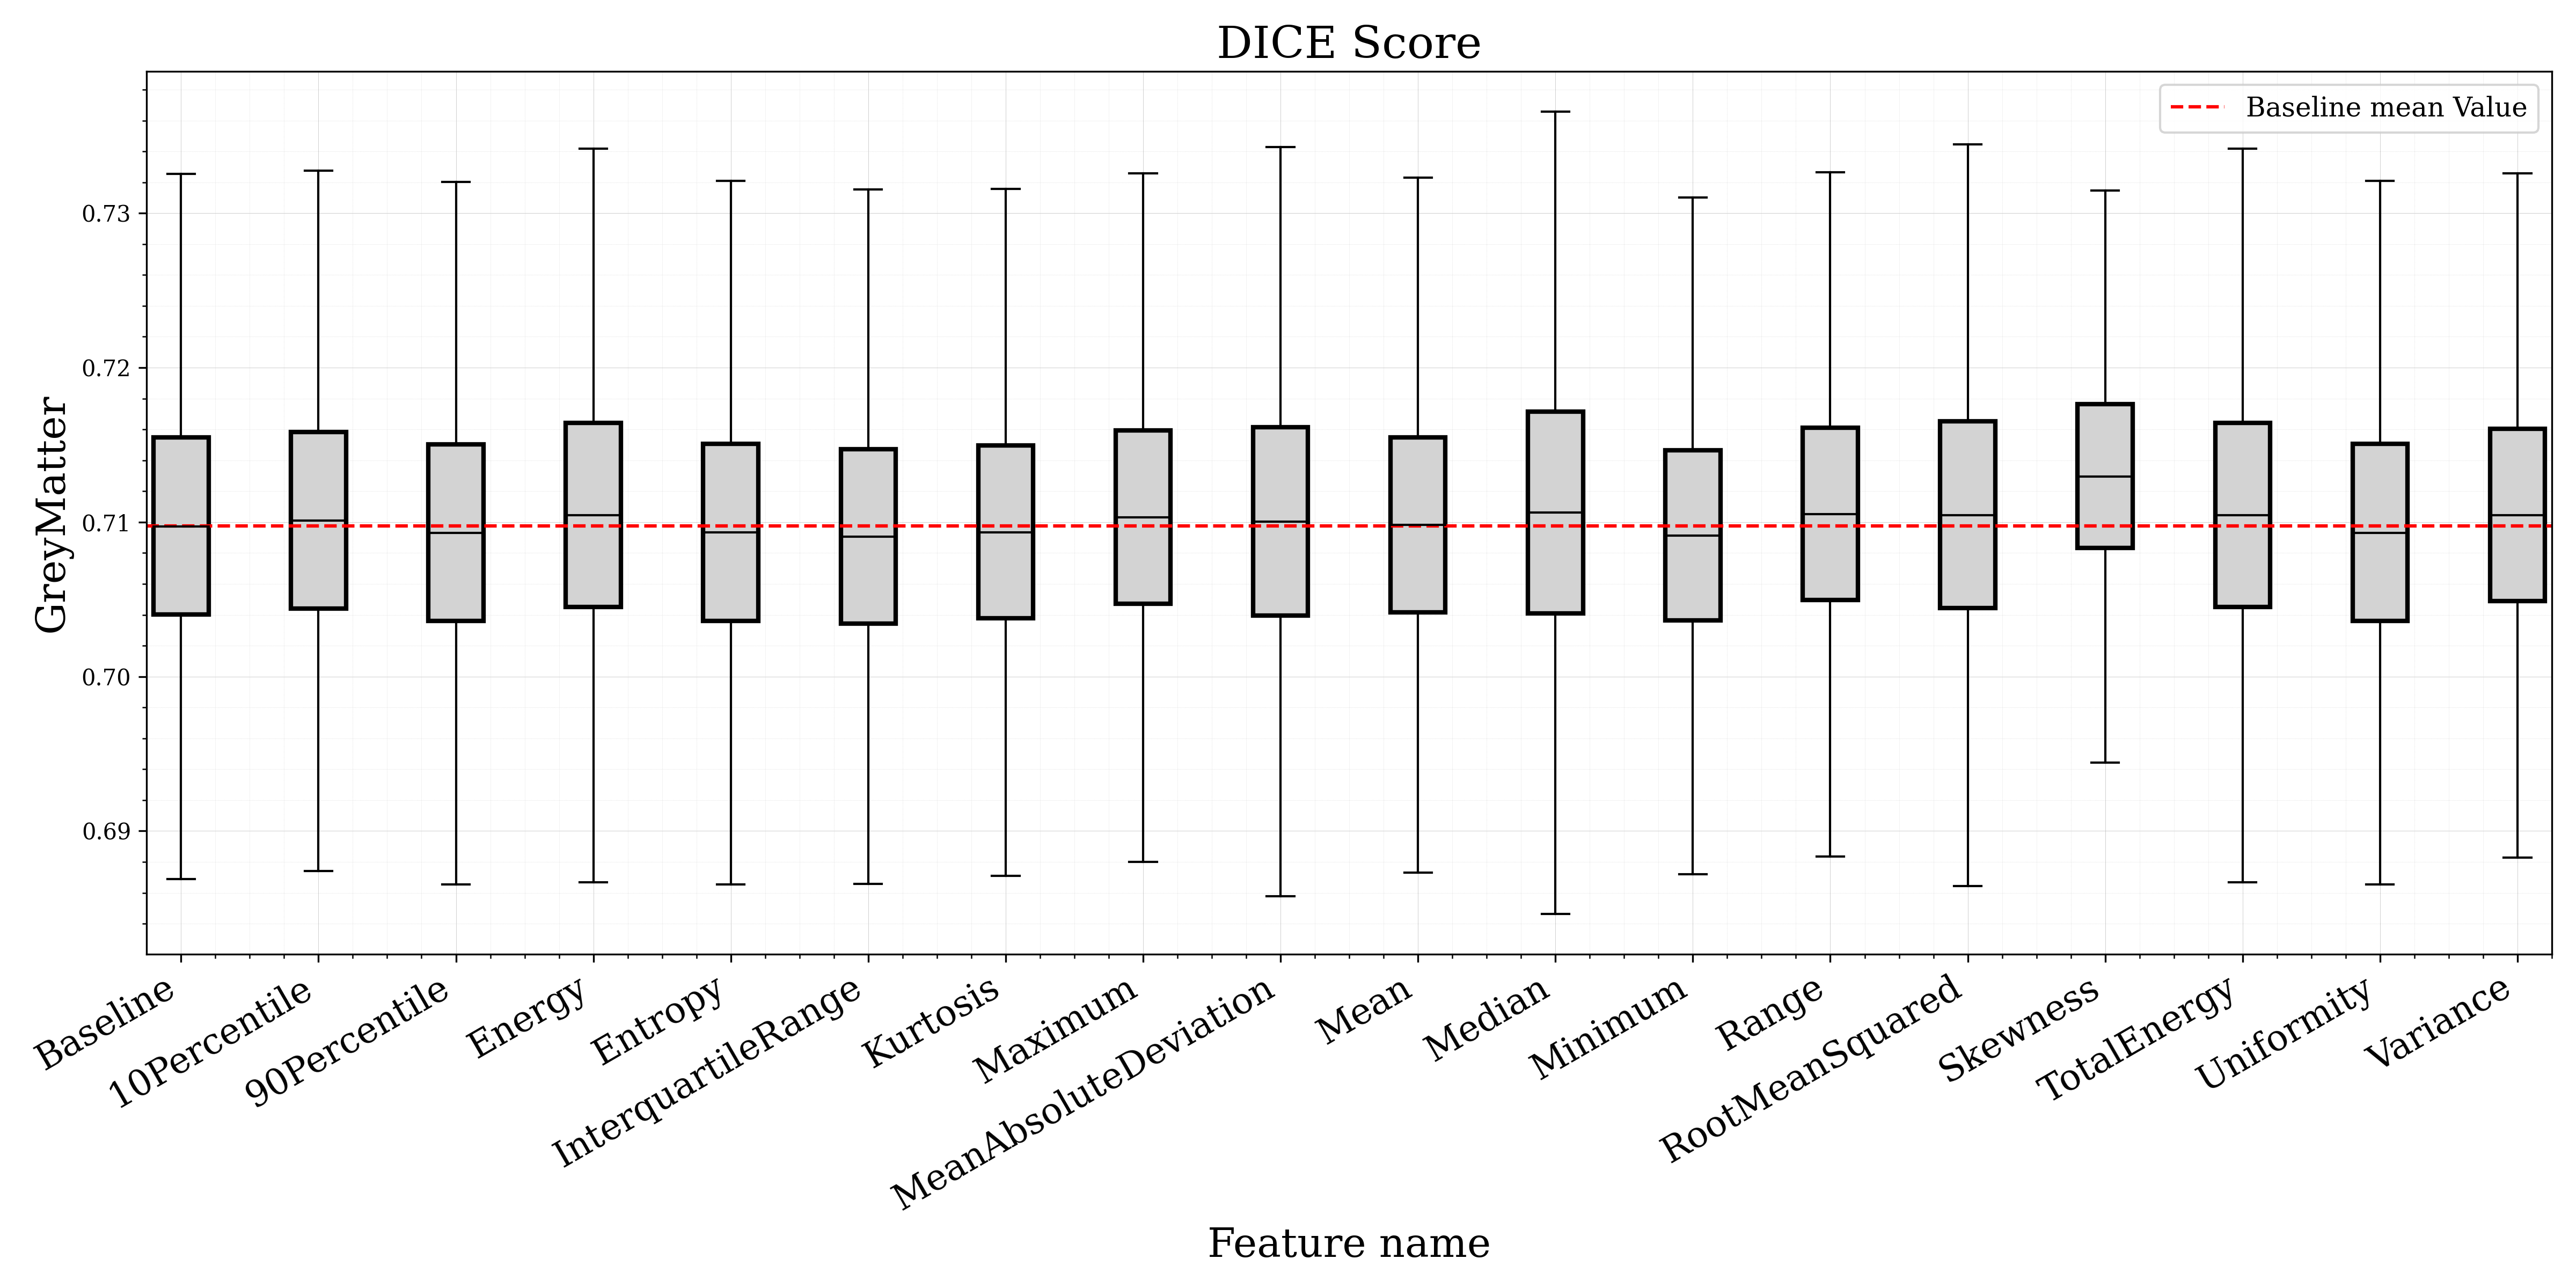 DICE Score
Baseline mean Value
GreyMatter
0.73
0.72
0.71
0.70
0.69
Baseline
10Percentile
90Percentile
Energy
Entropy
InterquartileRange
Kurtosis
Maximum
MeanAbsoluteDeviation
Mean
Median
Minimum
Range
RootMeanSquared
Skewness
TotalEnergy
Uniformity
Variance
Feature name